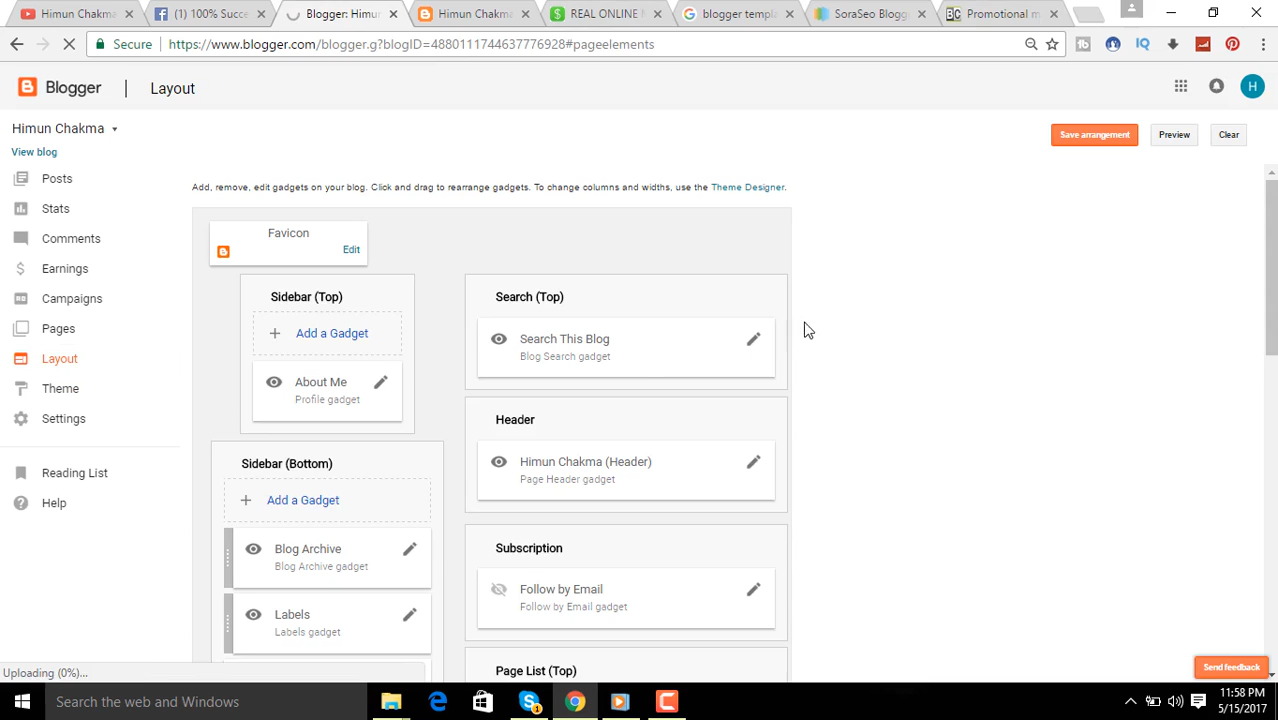 Himun Chakma
(1) 100% Succe
Blogger: Himun
Himun Chakma
REAL ONLINE M
blogger templa
SoraSeo Blogg
Promotional m
Secure
https://www.blogger.com/blogger.g?blogID=4880111744637776928#pageelements
Blogger
Layout
H
Himun Chakma
View blog
Save arrangement
Preview
Clear
Posts
Stats
Comments
Earnings
Campaigns
Pages
Layout
Theme
Settings
Reading List
Help
Add, remove, edit gadgets on your blog. Click and drag to rearrange gadgets. To change columns and widths, use the Theme Designer.
Favicon
Edit
Sidebar (Top)
Add a Gadget
About Me
Profile gadget
Sidebar (Bottom)
Add a Gadget
Blog Archive
Blog Archive gadget
Labels
Labels gadget
Search (Top)
Search This Blog
Blog Search gadget
Header
Himun Chakma (Header)
Page Header gadget
Subscription
Follow by Email
Follow by Email gadget
Page List (Top)
Uploading (0%)...
Send feedback
Search the web and Windows
11:58 PM
5/15/2017